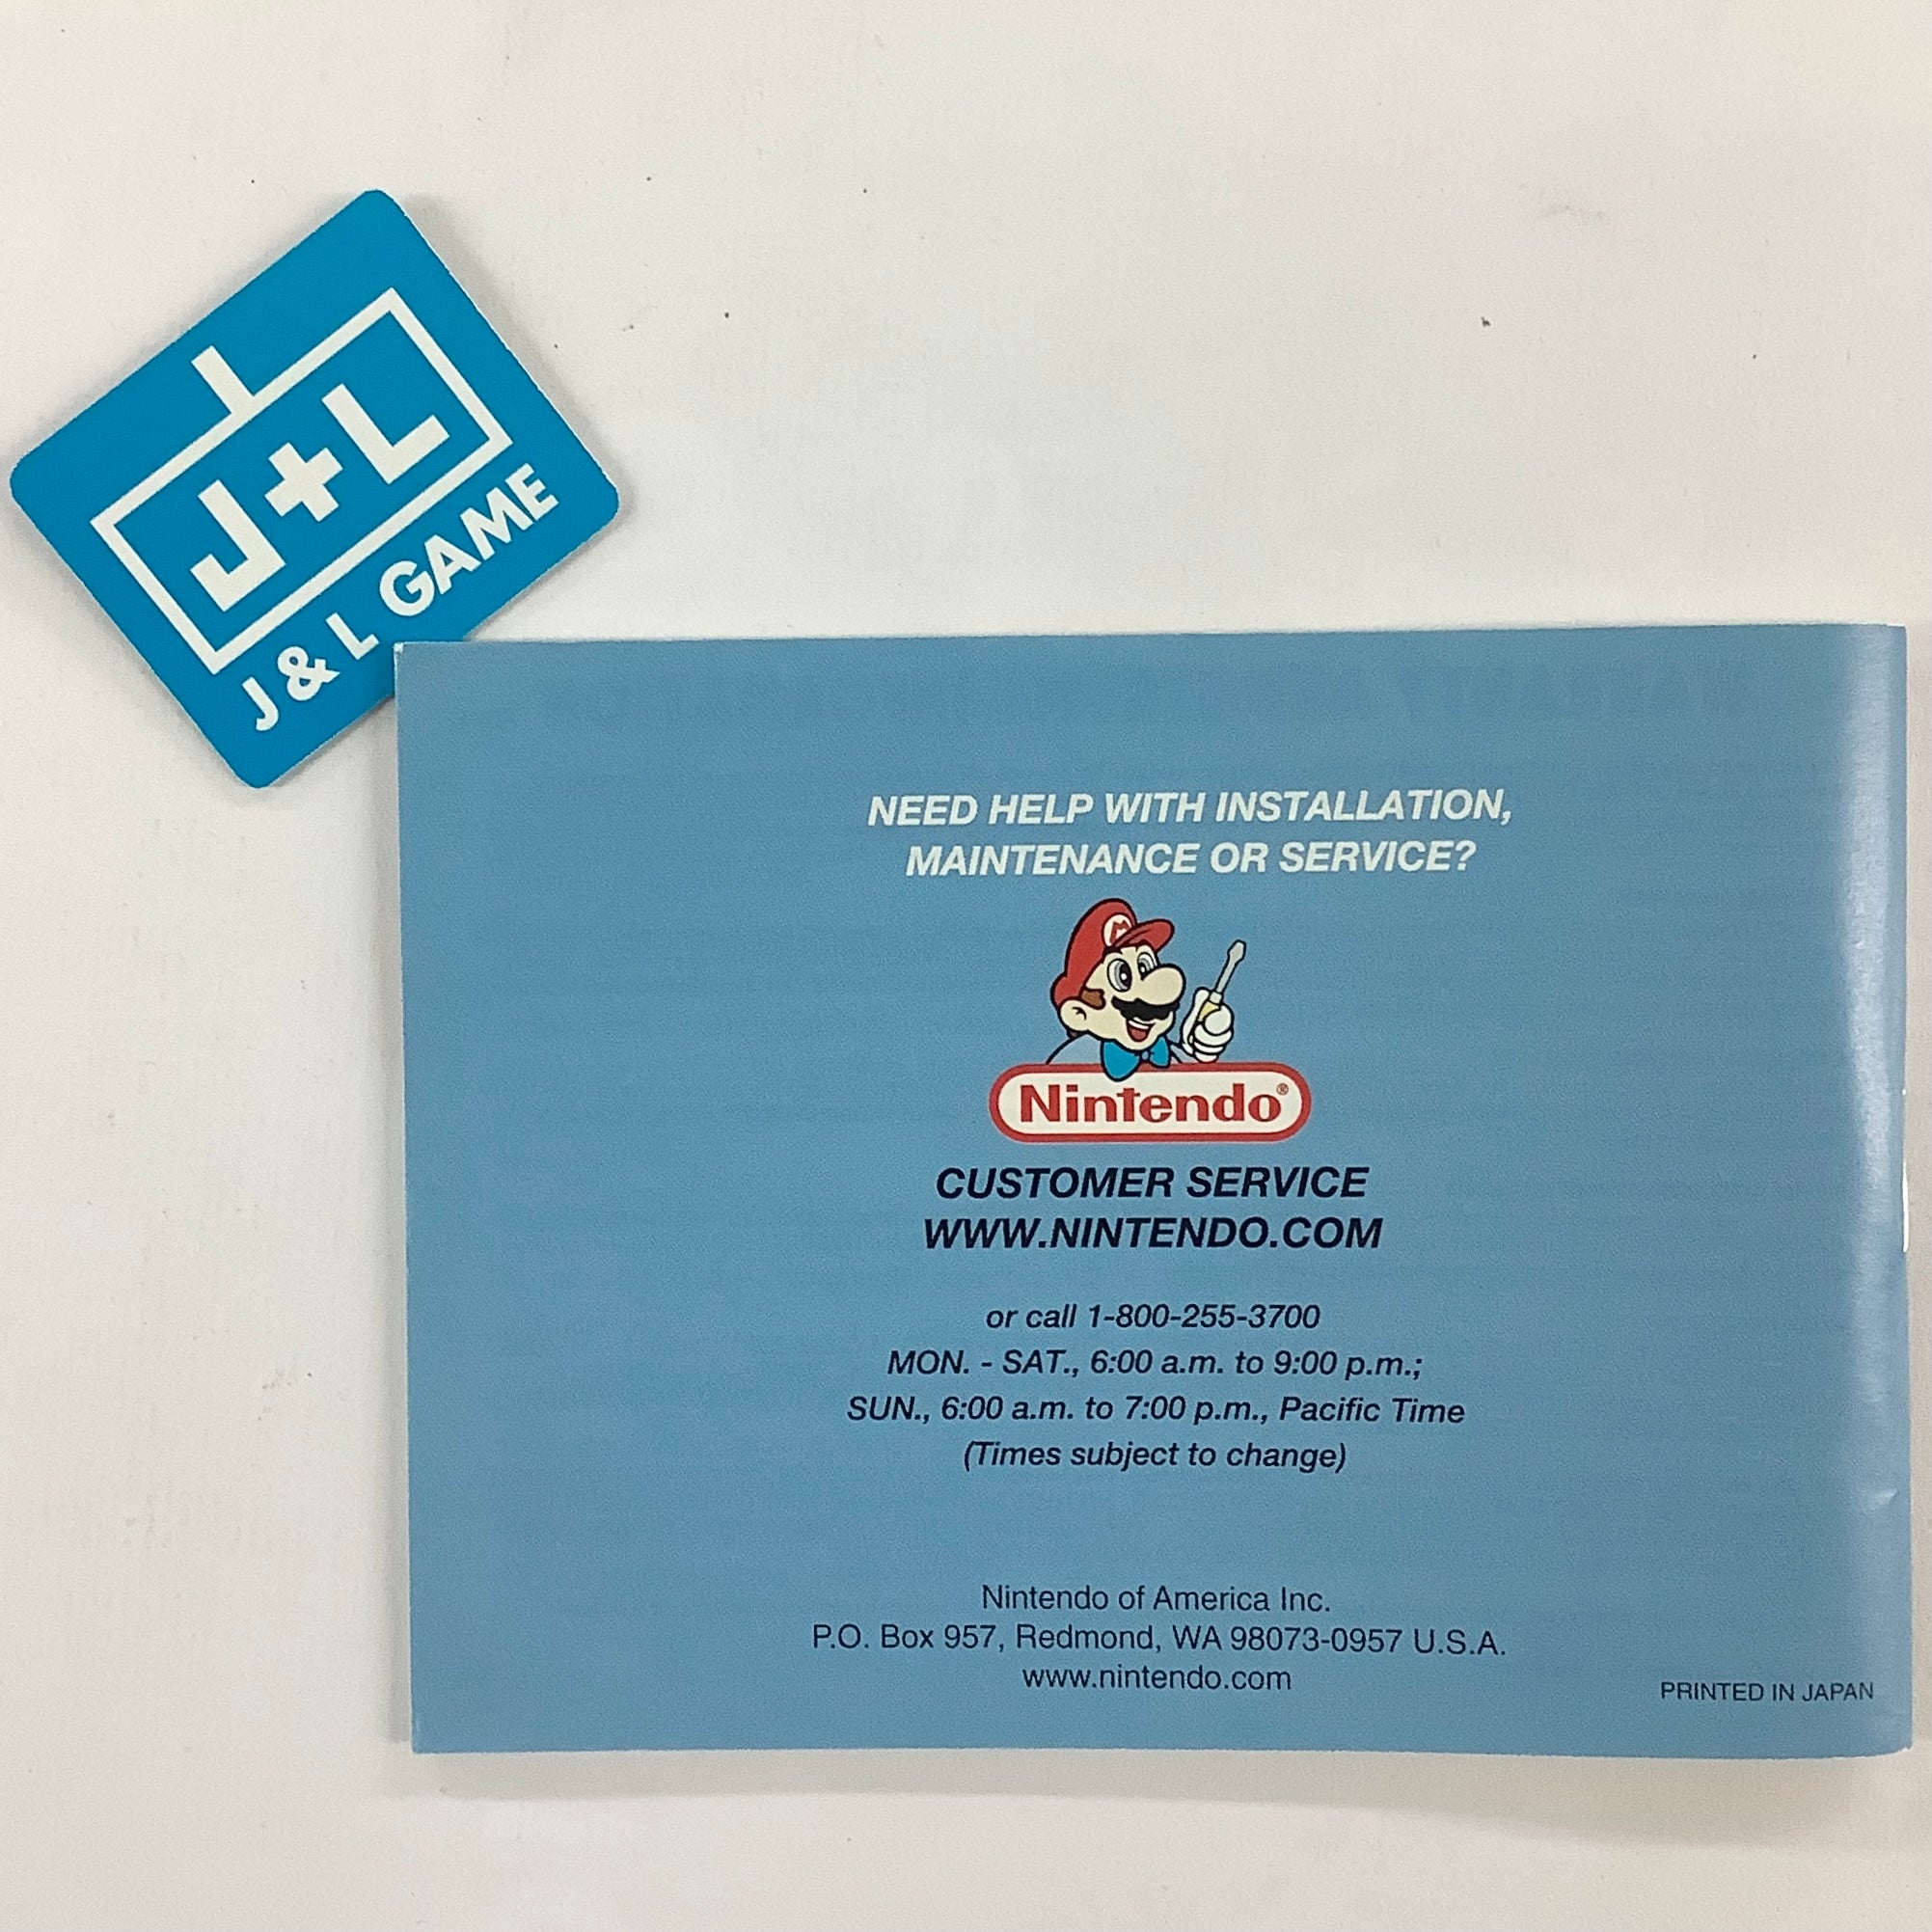 J+L
J & L GAME
NEED HELP WITH INSTALLATION,
MAINTENANCE OR SERVICE?
M
Nintendo®
CUSTOMER SERVICE
WWW.NINTENDO.COM
or call 1-800-255-3700
MON. - SAT., 6:00 a.m. to 9:00 p.m.;
SUN., 6:00 a.m. to 7:00 p.m., Pacific Time
(Times subject to change)
Nintendo of America Inc.
P.O. Box 957, Redmond, WA 98073-0957 U.S.A.
www.nintendo.com
PRINTED IN JAPAN